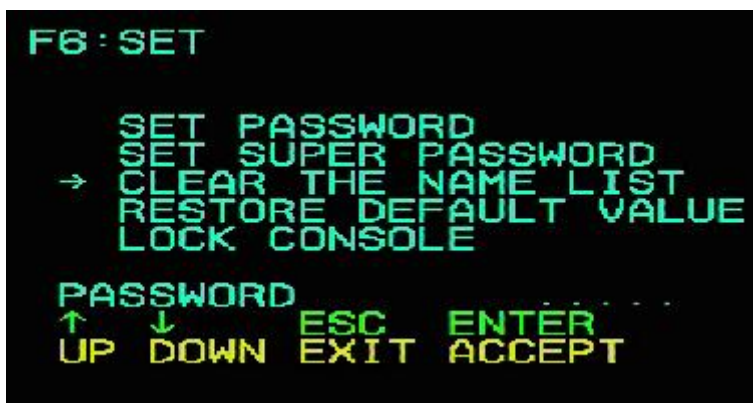 F6:SET
SET PASSWORD
SET SUPER PASSWORD
→ CLEAR THE NAME LIST
RESTORE DEFAULT VALUE
LOCK CONSOLE
PASSWORD .....
↑ ↓ ESC ENTER
UP DOWN EXIT ACCEPT